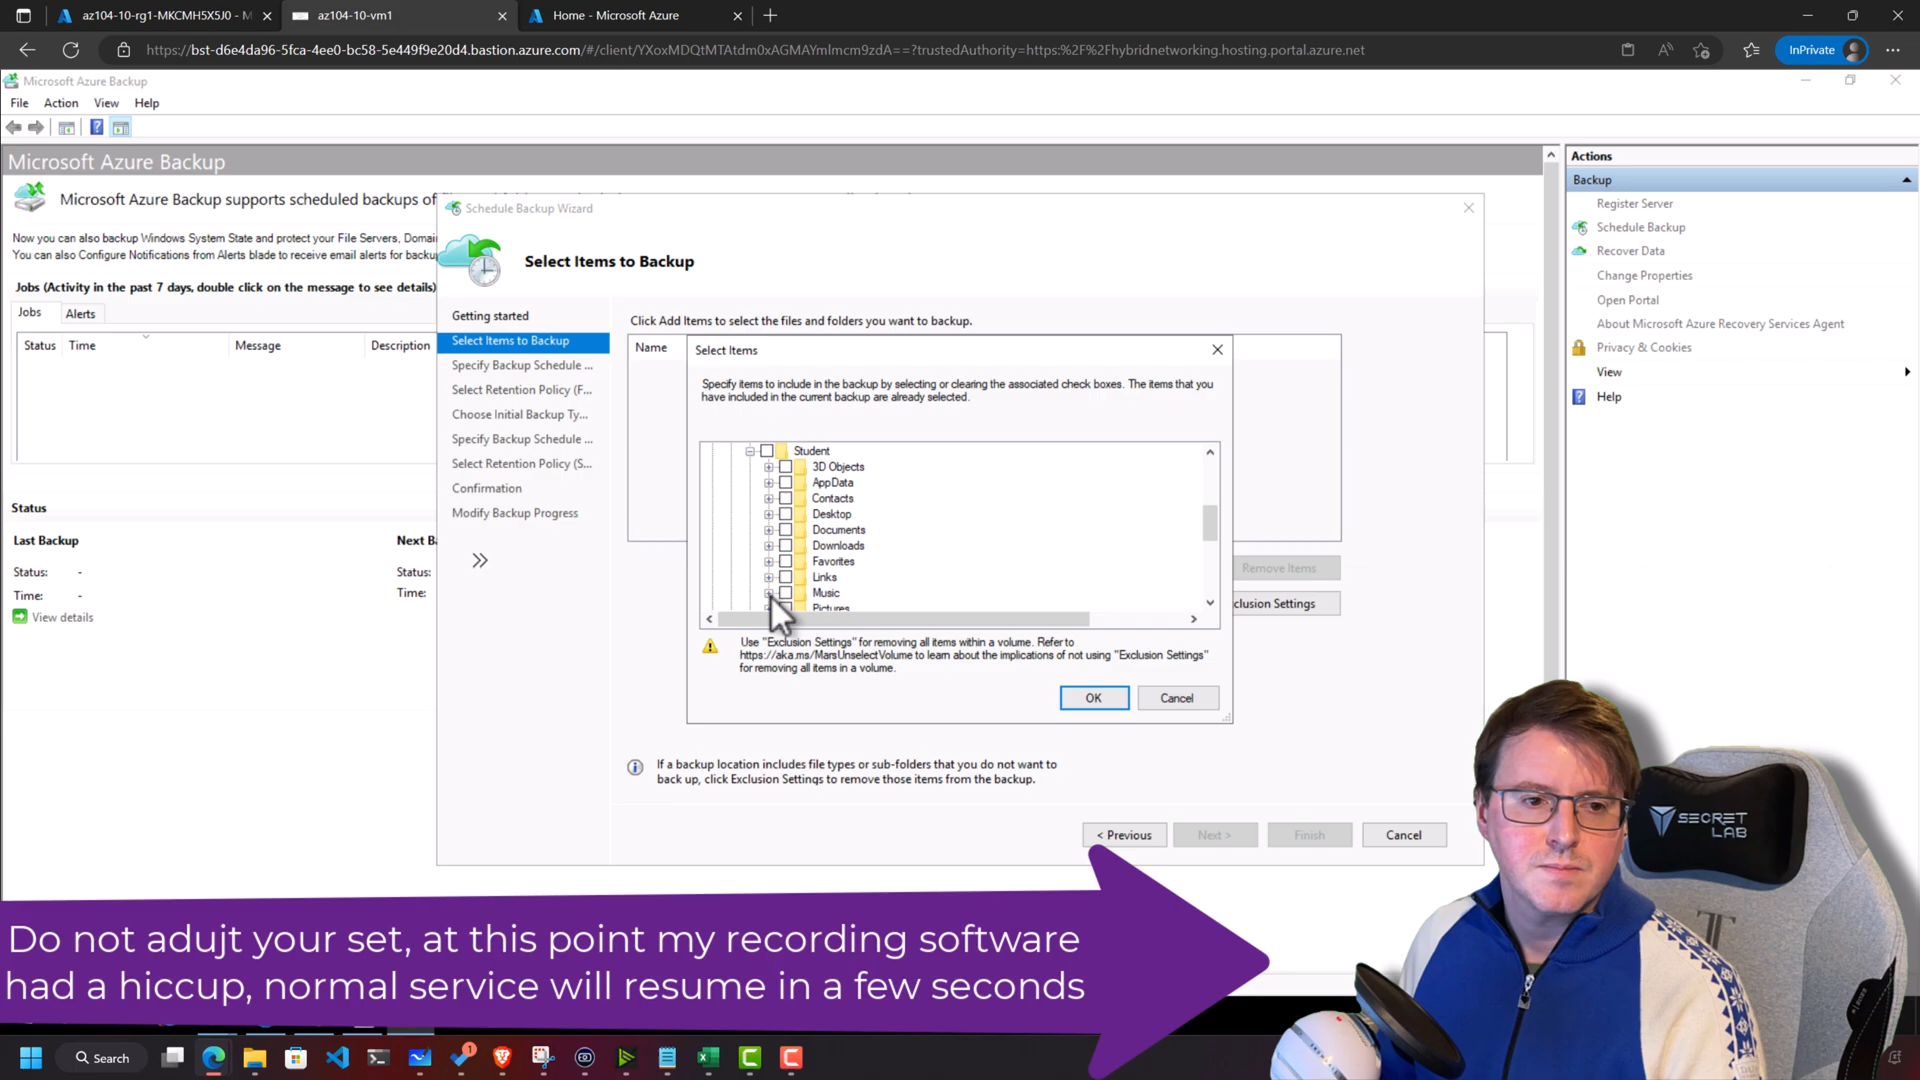 az104-10-rg1-MKCMH5X5J0 - M
az104-10-vm1
Home - Microsoft Azure
https://bst-d6e4da96-5fca-4ee0-bc58-5e449f9e20d4.bastion.azure.com/#/client/YXoxMDQtMTAtdm0xAGMAYmlmcm9zdA==?trustedAuthority=https:%2F%2Fhybridnetworking.hosting.portal.azure.net
InPrivate
Microsoft Azure Backup
File Action View Help
Microsoft Azure Backup
Microsoft Azure Backup supports scheduled backups of
Now you can also backup Windows System State and protect your File Servers, Domai
You can also Configure Notifications from Alerts blade to receive email alerts for backu
Jobs (Activity in the past 7 days, double click on the message to see details)
Jobs
Alerts
Status Time Message Description
Status
Last Backup
Next B
Status: -
Status:
Time: -
Time:
View details
Schedule Backup Wizard
Select Items to Backup
Getting started
Select Items to Backup
Specify Backup Schedule ...
Select Retention Policy (F...
Choose Initial Backup Ty...
Specify Backup Schedule ...
Select Retention Policy (S...
Confirmation
Modify Backup Progress
Click Add Items to select the files and folders you want to backup.
Name
Select Items
Specify items to include in the backup by selecting or clearing the associated check boxes. The items that you
have included in the current backup are already selected.
Student
3D Objects
AppData
Contacts
Desktop
Documents
Downloads
Favorites
Links
Music
Pictures
Use "Exclusion Settings" for removing all items within a volume. Refer to
https://aka.ms/MarsUnselectVolume to learn about the implications of not using "Exclusion Settings"
for removing all items in a volume.
OK
Cancel
Remove Items
clusion Settings
If a backup location includes file types or sub-folders that you do not want to
back up, click Exclusion Settings to remove those items from the backup.
< Previous
Next >
Finish
Cancel
Actions
Backup
Register Server
Schedule Backup
Recover Data
Change Properties
Open Portal
About Microsoft Azure Recovery Services Agent
Privacy & Cookies
View
Help
SECRET
LAB
Do not adujt your set, at this point my recording software
had a hiccup, normal service will resume in a few seconds
Search
1